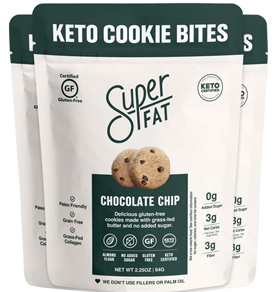 KETO COOKIE BITES
Certified
GF
Gluten-Free
KETO
CERTIFIED
Super
FAT
Paleo Friendly
Grain Free
Grass-Fed
Collagen
CHOCOLATE CHIP
Delicious gluten-free
cookies made with grass-fed
butter and no added sugar.
0g
Added Sugar
3g
Net Carbs
3g
Fiber
ALMOND
FLOUR
NO ADDED
SUGAR
GF
GLUTEN
FREE
KETO
CERTIFIED
NET WT 2.25OZ | 64G
WE DON'T USE FILLERS OR PALM OIL